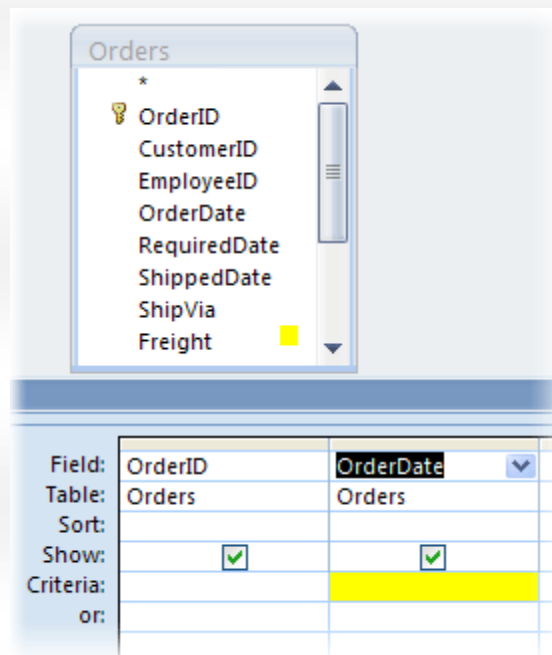 Orders
*
OrderID
CustomerID
EmployeeID
OrderDate
RequiredDate
ShippedDate
ShipVia
Freight
Field: OrderID OrderDate
Table: Orders Orders
Sort:
Show:
Criteria:
or: